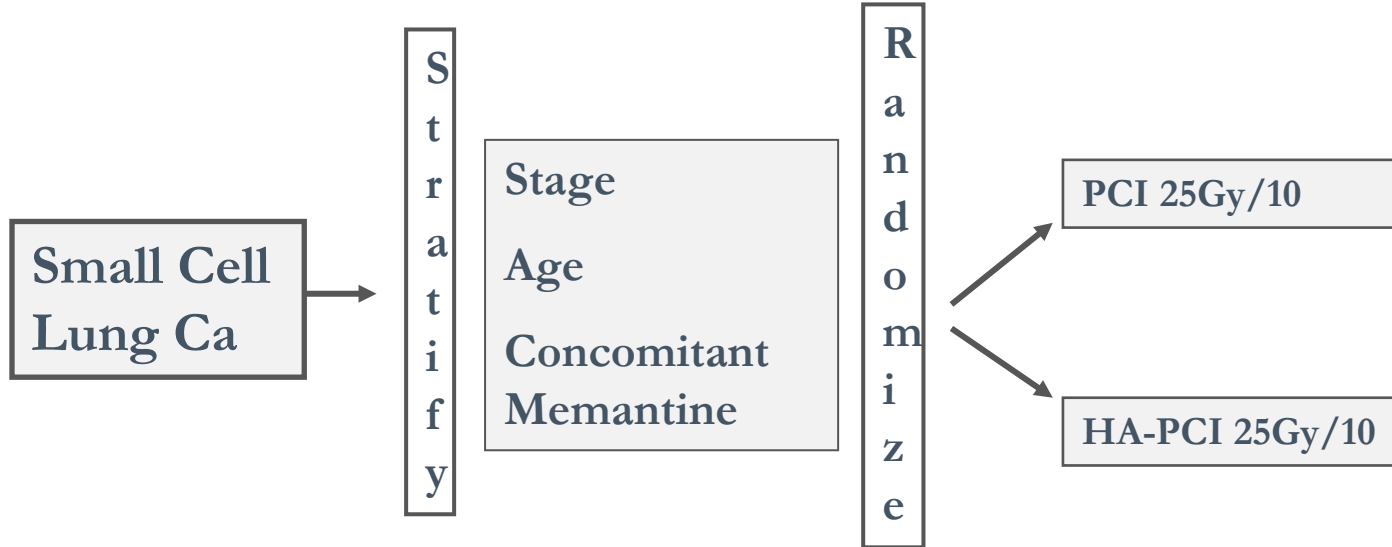 Small Cell
Lung Ca
Stratify
Stage
Age
Concomitant
Memantine
Randomize
PCI 25Gy/10
HA-PCI 25Gy/10